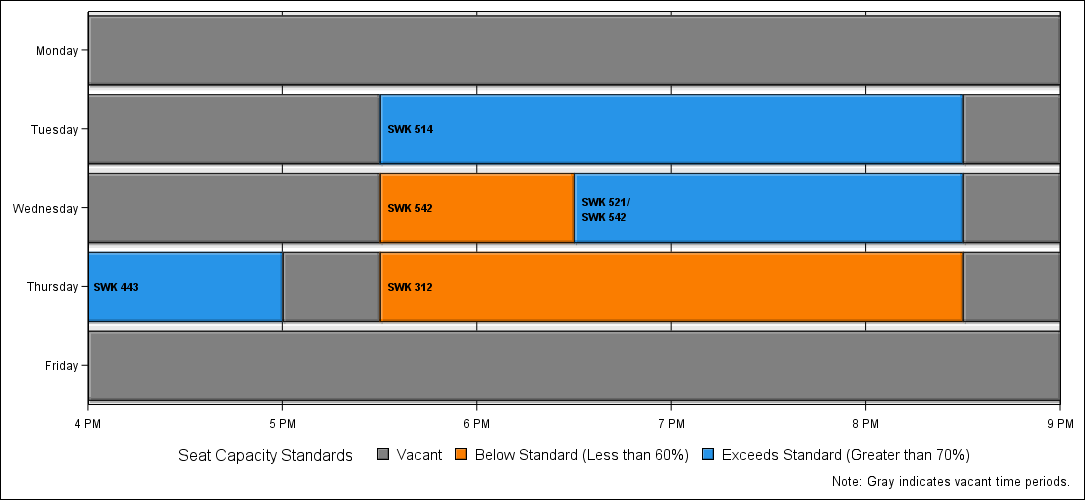 Monday
Tuesday
SWK 514
Wednesday
SWK 542
SWK 521/
SWK 542
Thursday
SWK 443
SWK 312
Friday
4 PM 5 PM 6 PM 7 PM 8 PM 9 PM
Seat Capacity Standards Vacant Below Standard (Less than 60%) Exceeds Standard (Greater than 70%)
Note: Gray indicates vacant time periods.